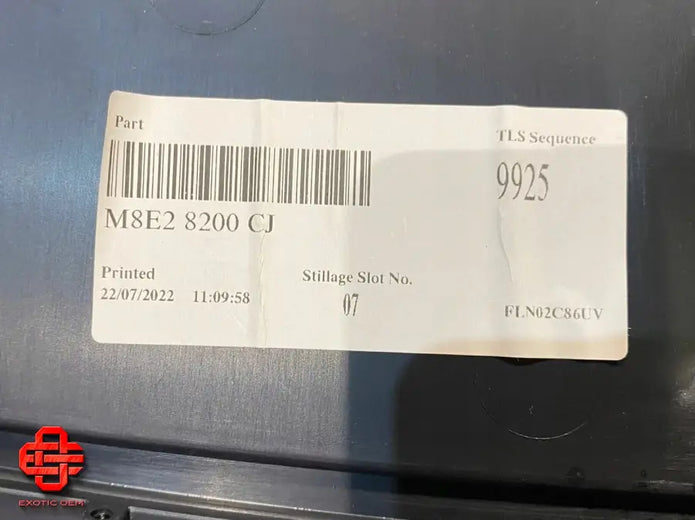 Part
TLS Sequence
9925
M8E2 8200 CJ
Printed
22/07/2022 11:09:58
Stillage Slot No.
07
FLN02C86UV
EXOTIC OEM